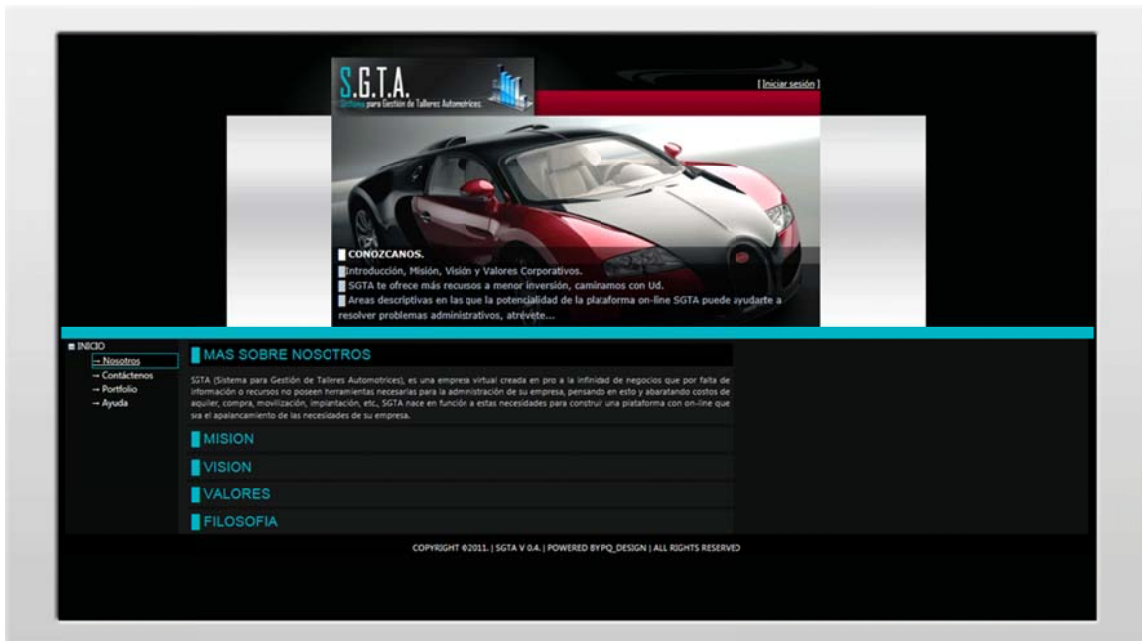 S.G.T.A.
Sistema para Gestión de Talleres Automotrices
[ Iniciar sesión ]
CONOZCANOS.
Introducción, Misión, Visión y Valores Corporativos.
SGTA te ofrece más recursos a menor inversión, caminamos con Ud.
Areas descriptivas en las que la potencialidad de la plataforma on-line SGTA puede ayudarte a
resolver problemas administrativos, atrévete...
INICIO
→ Nosotros
→ Contáctenos
→ Portfolio
→ Ayuda
MAS SOBRE NOSOTROS
SGTA (Sistema para Gestión de Talleres Automotrices), es una empresa virtual creada en pro a la infinidad de negocios que por falta de
información o recursos no poseen herramientas necesarias para la administración de su empresa, pensando en esto y abaratando costos de
aquiler, compra, movilización, implantación, etc., SGTA nace en función a estas necesidades para construir una plataforma con on-line que
sea el apalancamiento de las necesidades de su empresa.
MISION
VISION
VALORES
FILOSOFIA
COPYRIGHT ©2011. | SGTA V 0.4. | POWERED BYPQ_DESIGN | ALL RIGHTS RESERVED